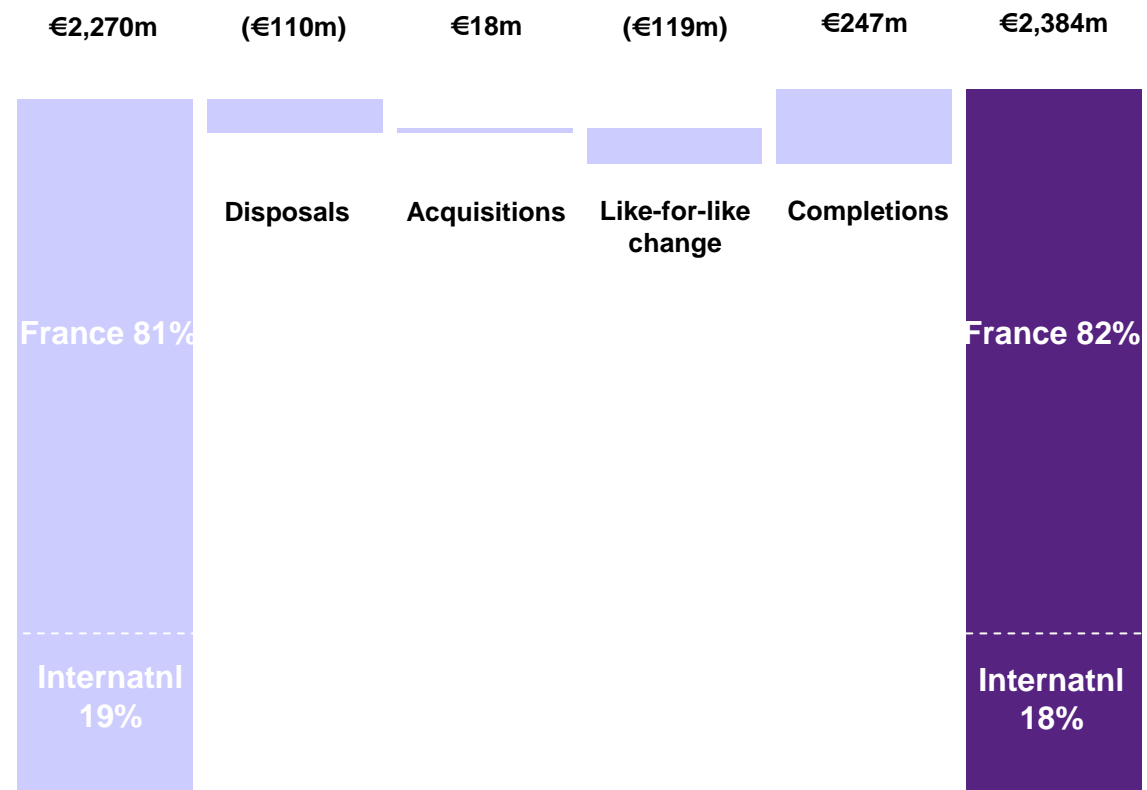 €2,270m (€110m) €18m (€119m) €247m €2,384m
Disposals Acquisitions Like-for-like change Completions
France 81% France 82%
Internatnl
19%
Internatnl
18%